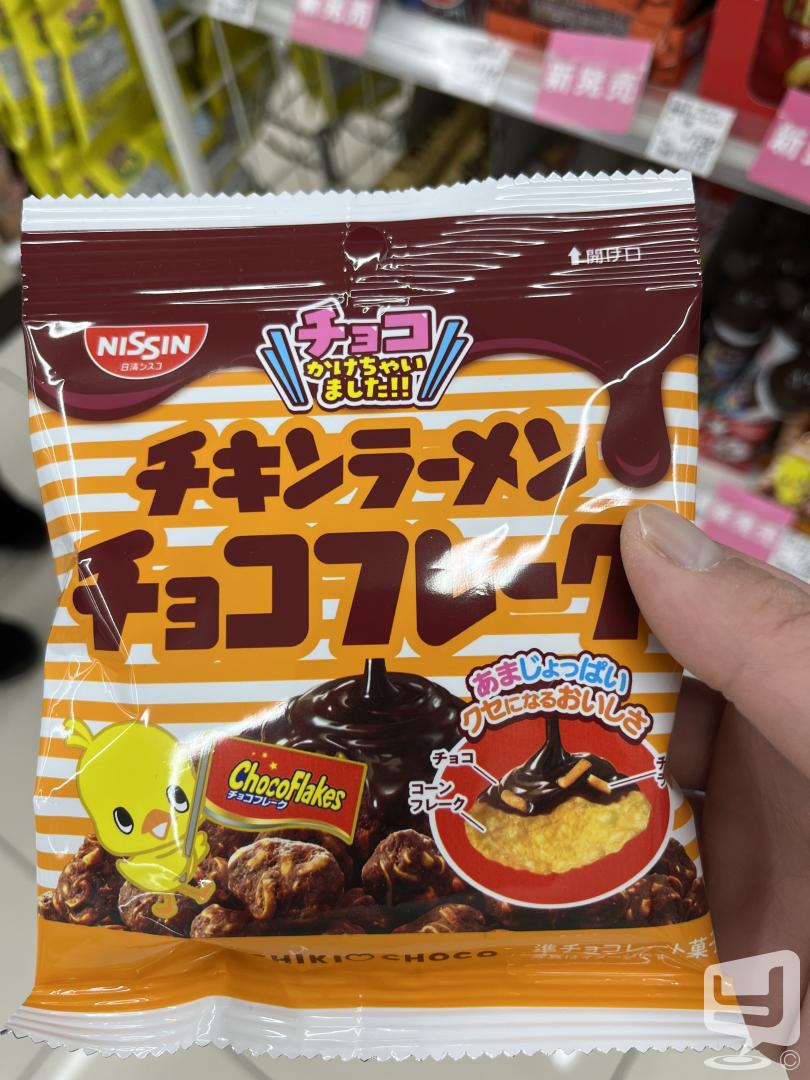 新発売
新発売
開け口
NISSIN
日清シスコ
チョコ
かけちゃい
ました!!
チキンラーメン
チョコフレーク
あまじょっぱい
クセになるおいしさ
チョコ
コーン
フレーク
ChocoFlakes
チョコフレーク
CHOCO
準チョコレート菓